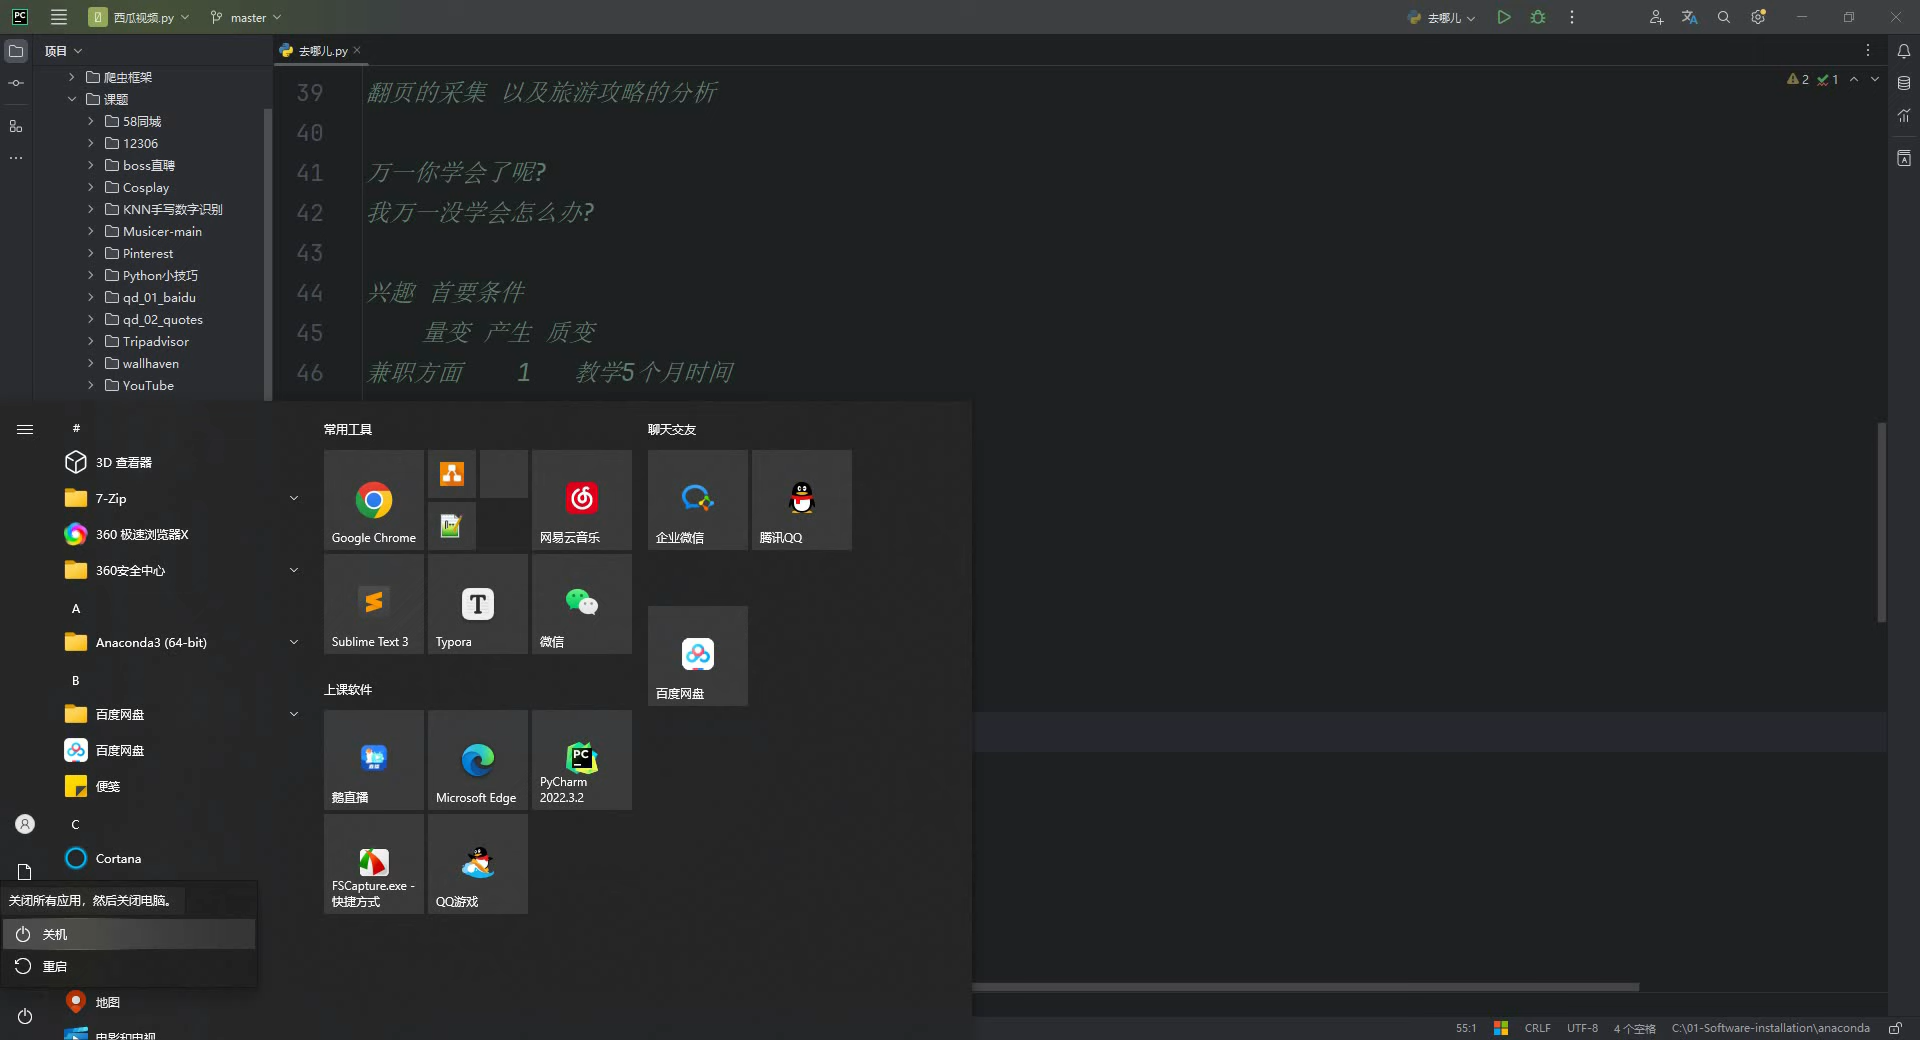 西瓜视频.py
master
去哪儿
项目
去哪儿.py
爬虫框架
课题
58同城
12306
boss直聘
Cosplay
KNN手写数字识别
Musicer-main
Pinterest
Python小技巧
qd_01_baidu
qd_02_quotes
Tripadvisor
wallhaven
YouTube
2 1
39 翻页的采集 以及旅游攻略的分析
40
41 万一你学会了呢?
42 我万一没学会怎么办?
43
44 兴趣 首要条件
45 量变 产生 质变
46 兼职方面 1 教学5个月时间
#
3D 查看器
7-Zip
360 极速浏览器X
360安全中心
A
Anaconda3 (64-bit)
B
百度网盘
百度网盘
便笺
C
Cortana
关闭所有应用，然后关闭电脑。
关机
重启
地图
电影和电视
常用工具
Google Chrome
网易云音乐
Sublime Text 3
Typora
微信
上课软件
鹅直播
Microsoft Edge
PyCharm
2022.3.2
FSCapture.exe -
快捷方式
QQ游戏
聊天交友
企业微信
腾讯QQ
百度网盘
55:1
CRLF
UTF-8
4 个空格
C:\01-Software-installation\anaconda